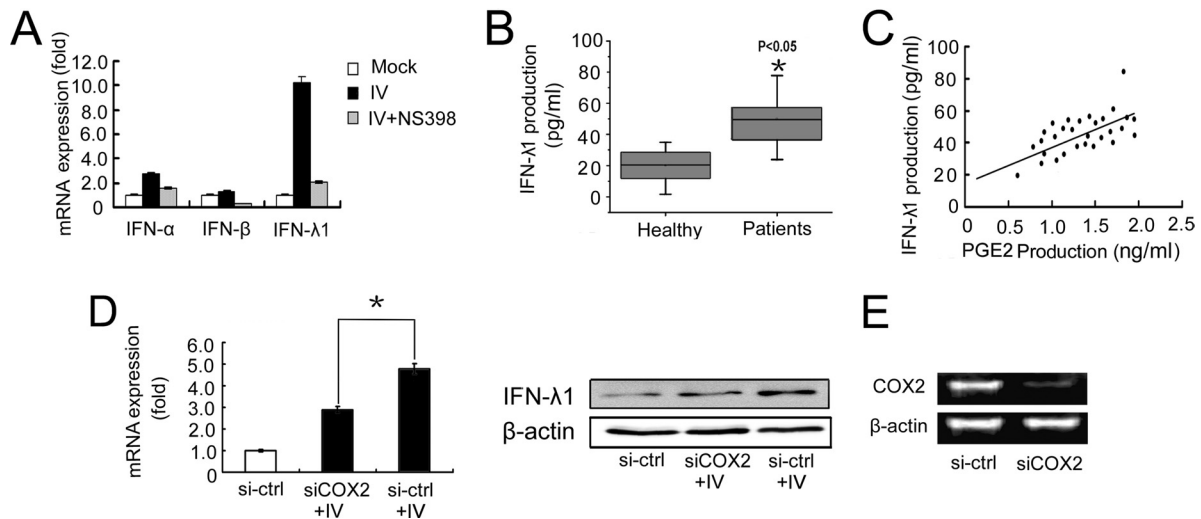 A
mRNA expression (fold)
12.0
10.0
8.0
6.0
4.0
2.0
0
Mock
IV
IV+NS398
IFN-α
IFN-β
IFN-λ1
B
IFN-λ1 production
(pg/ml)
100
80
60
40
20
0
P<0.05
*
Healthy
Patients
C
IFN-λ1 production (pg/ml)
100
80
60
40
20
0
0.5
1.0
1.5
2.0
2.5
PGE2 Production (ng/ml)
D
mRNA expression
(fold)
6.0
5.0
4.0
3.0
2.0
1.0
0
*
si-ctrl
siCOX2
+IV
si-ctrl
+IV
IFN-λ1
β-actin
si-ctrl
siCOX2
+IV
si-ctrl
+IV
E
COX2
β-actin
si-ctrl
siCOX2